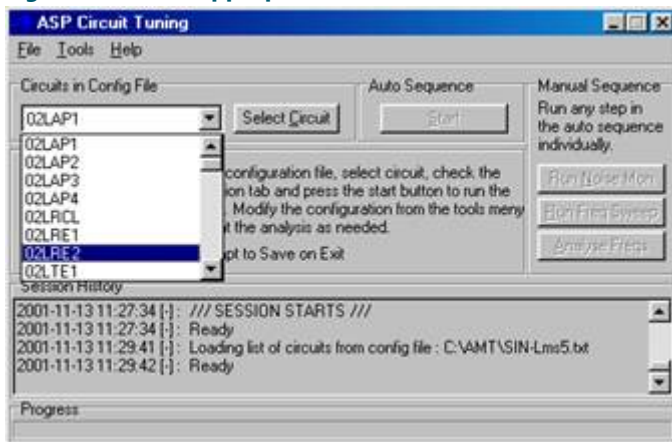 ASP Circuit Tuning
File Tools Help
Circuits in Config File
Auto Sequence
Manual Sequence
02LAP1
Select Circuit
Start
Run any step in
the auto sequence
individually.
02LAP1
02LAP2
02LAP3
02LAP4
02LRCL
02LRE1
02LRE2
02LTE1
configuration file, select circuit, check the
ion tab and press the start button to run the
. Modify the configuration from the tools meny
it the analysis as needed.
pt to Save on Exit
Run Noise Mon
Run Freq Sweep
Analyse Freqs
Session History
2001-11-13 11:27:34 [-] : /// SESSION STARTS ///
2001-11-13 11:27:34 [-] : Ready
2001-11-13 11:29:41 [-] : Loading list of circuits from config file : C:\AMT\SIN-Lms5.txt
2001-11-13 11:29:42 [-] : Ready
Progress